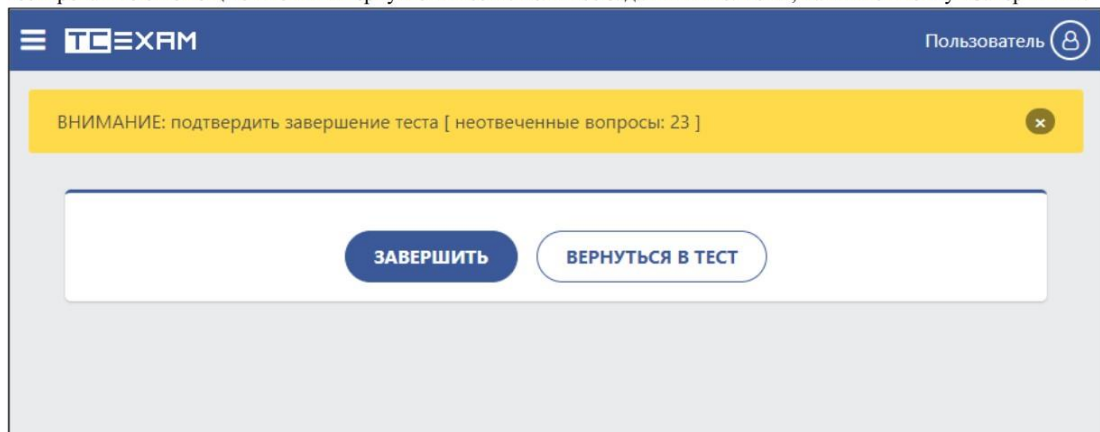 TCEXAM
Пользователь
ВНИМАНИЕ: подтвердить завершение теста [ неотвеченные вопросы: 23 ]
ЗАВЕРШИТЬ
ВЕРНУТЬСЯ В ТЕСТ